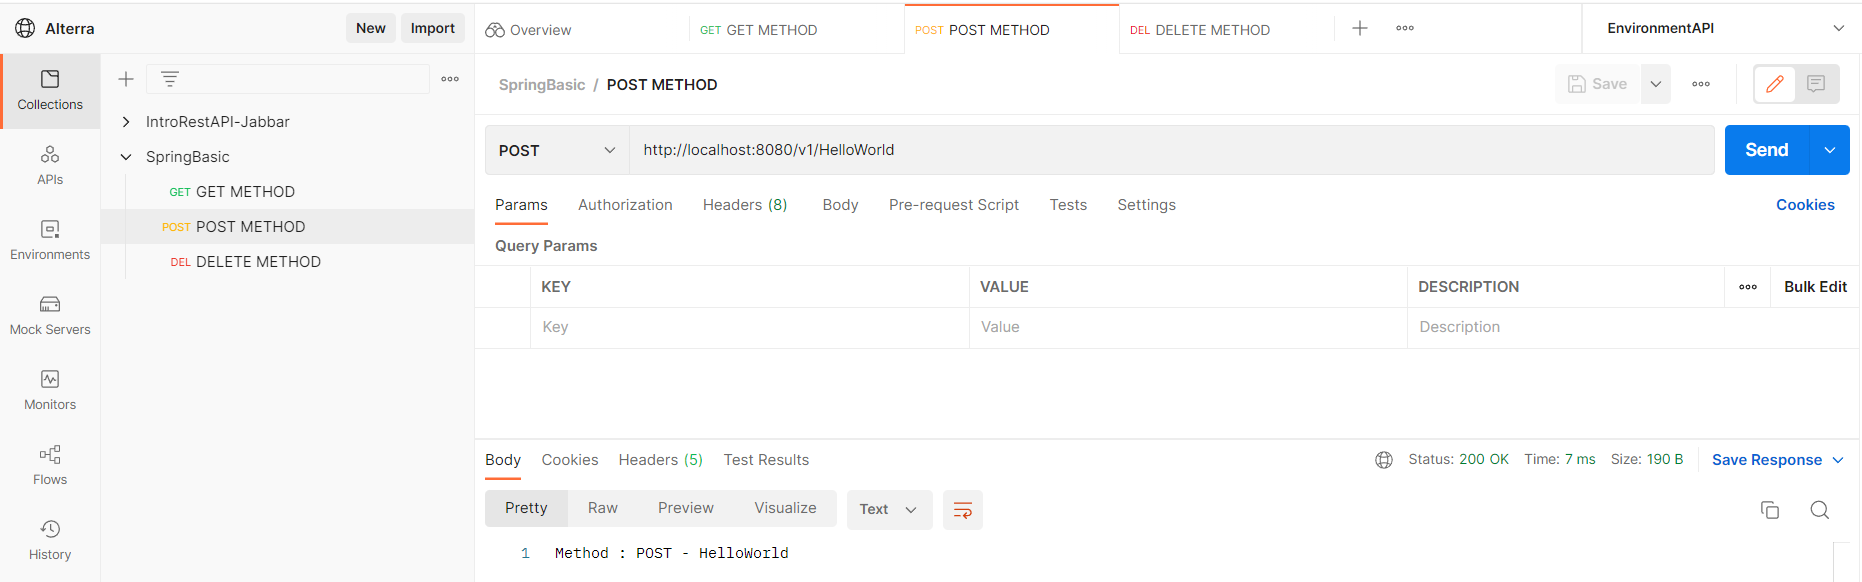 Alterra
New
Import
Overview
GET GET METHOD
POST POST METHOD
DEL DELETE METHOD
EnvironmentAPI
Collections
APIs
Environments
Mock Servers
Monitors
Flows
History
IntroRestAPI-Jabbar
SpringBasic
GET GET METHOD
POST POST METHOD
DEL DELETE METHOD
SpringBasic / POST METHOD
Save
POST
http://localhost:8080/v1/HelloWorld
Send
Params Authorization Headers (8) Body Pre-request Script Tests Settings Cookies
Query Params
KEY VALUE DESCRIPTION Bulk Edit
Key Value Description
Body Cookies Headers (5) Test Results Status: 200 OK Time: 7 ms Size: 190 B Save Response
Pretty Raw Preview Visualize Text
1 Method : POST - HelloWorld